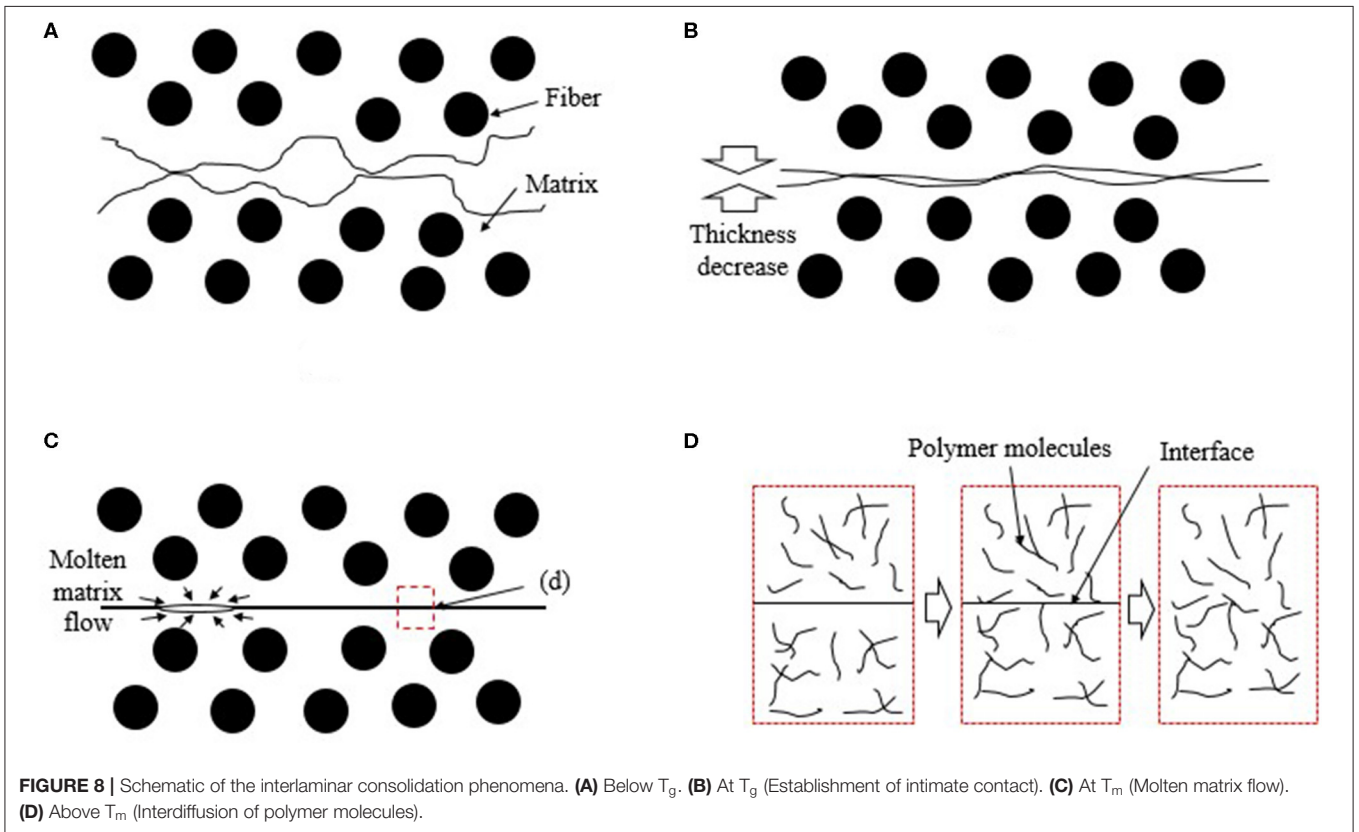 A
Fiber
Matrix
B
Thickness
decrease
C
Molten
matrix
flow
(d)
D
Polymer molecules
Interface
FIGURE 8 | Schematic of the interlaminar consolidation phenomena. (A) Below Tg. (B) At Tg (Establishment of intimate contact). (C) At Tm (Molten matrix flow).
(D) Above Tm (Interdiffusion of polymer molecules).